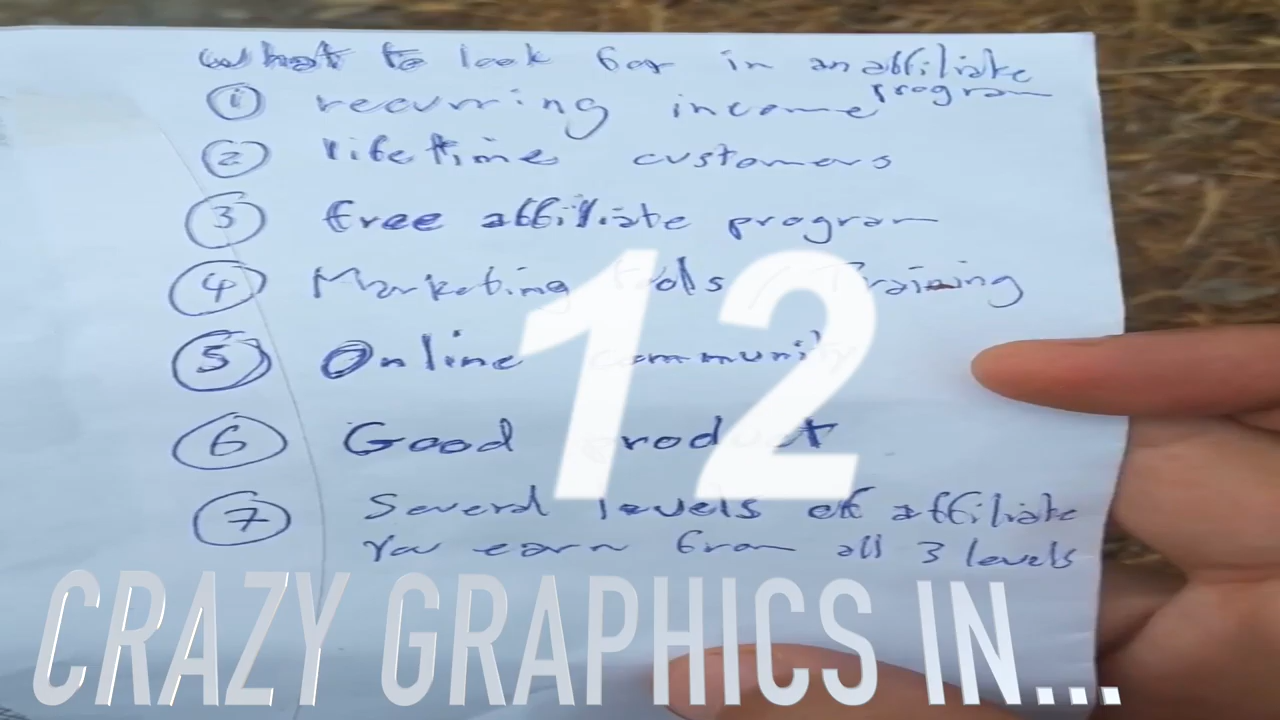 what to look for in an affiliate program
① recurring income
② lifetime customers
③ free affiliate program
④ Marketing tools / Training
⑤ Online community
⑥ Good product
⑦ Several levels of affiliate
You earn from all 3 levels
12
CRAZY GRAPHICS IN...